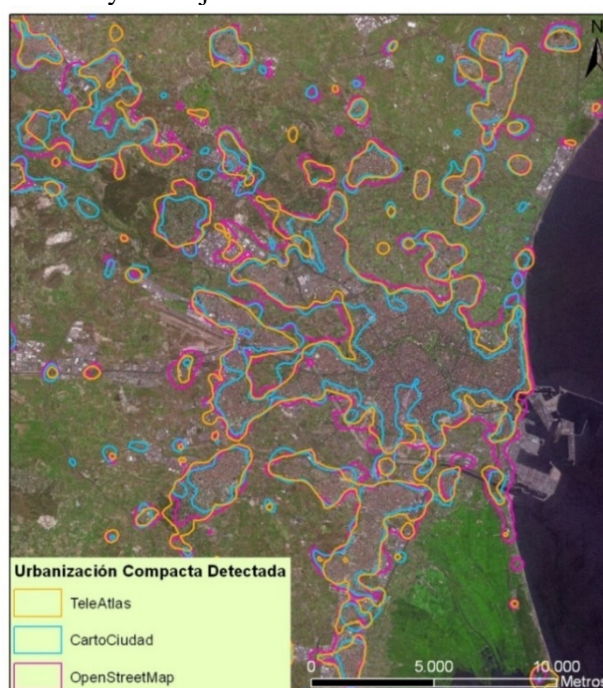 N
Urbanización Compacta Detectada
TeleAtlas
CartoCiudad
OpenStreetMap
0 5.000 10.000
Metros